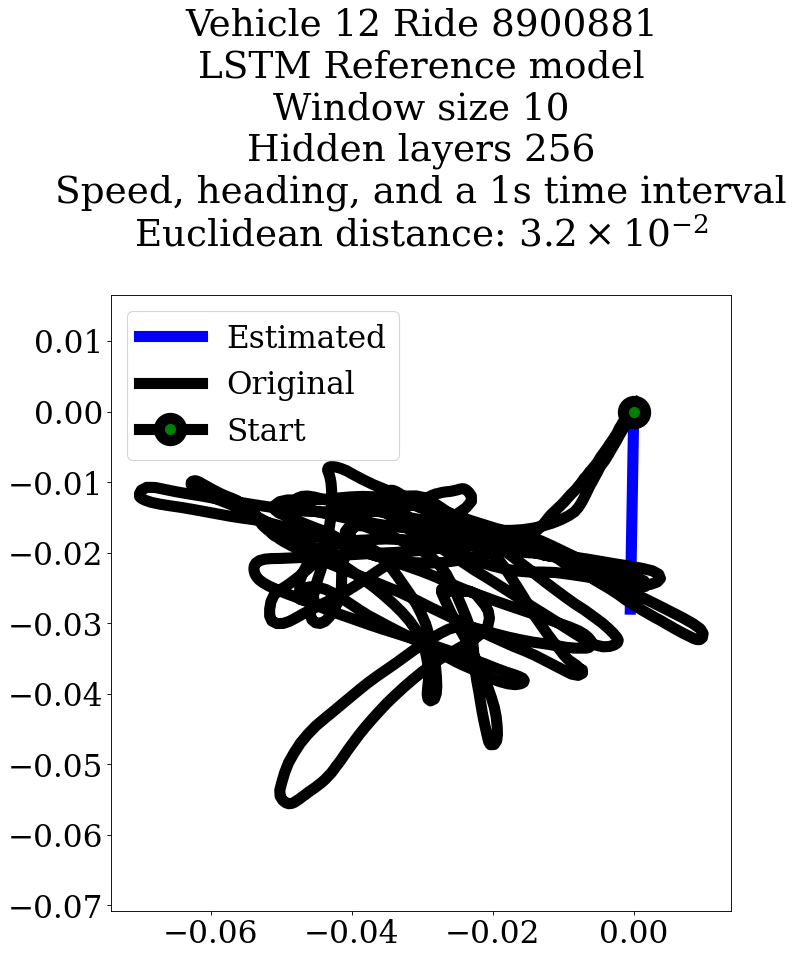 Vehicle 12 Ride 8900881
LSTM Reference model
Window size 10
Hidden layers 256
Speed, heading, and a 1s time interval
Euclidean distance: 3.2 × 10⁻²
Estimated
Original
Start
0.01
0.00
−0.01
−0.02
−0.03
−0.04
−0.05
−0.06
−0.07
−0.06 −0.04 −0.02 0.00